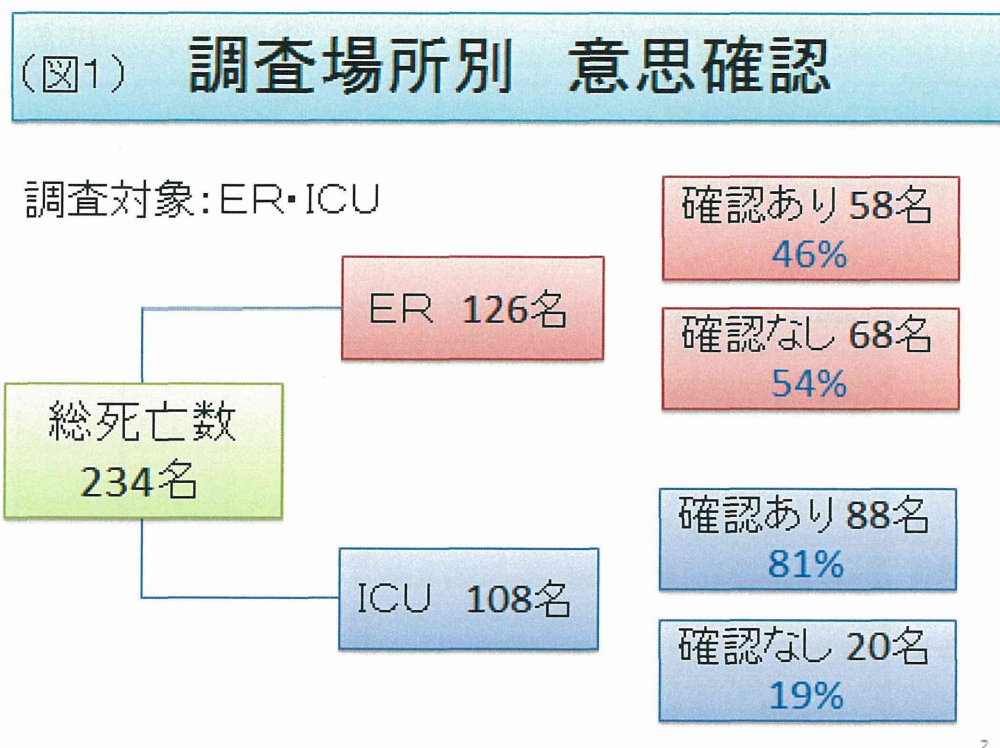 （図1） 調査場所別 意思確認
調査対象：ER・ICU
確認あり 58名
46%
ER 126名
確認なし 68名
54%
総死亡数
234名
確認あり 88名
81%
ICU 108名
確認なし 20名
19%
2